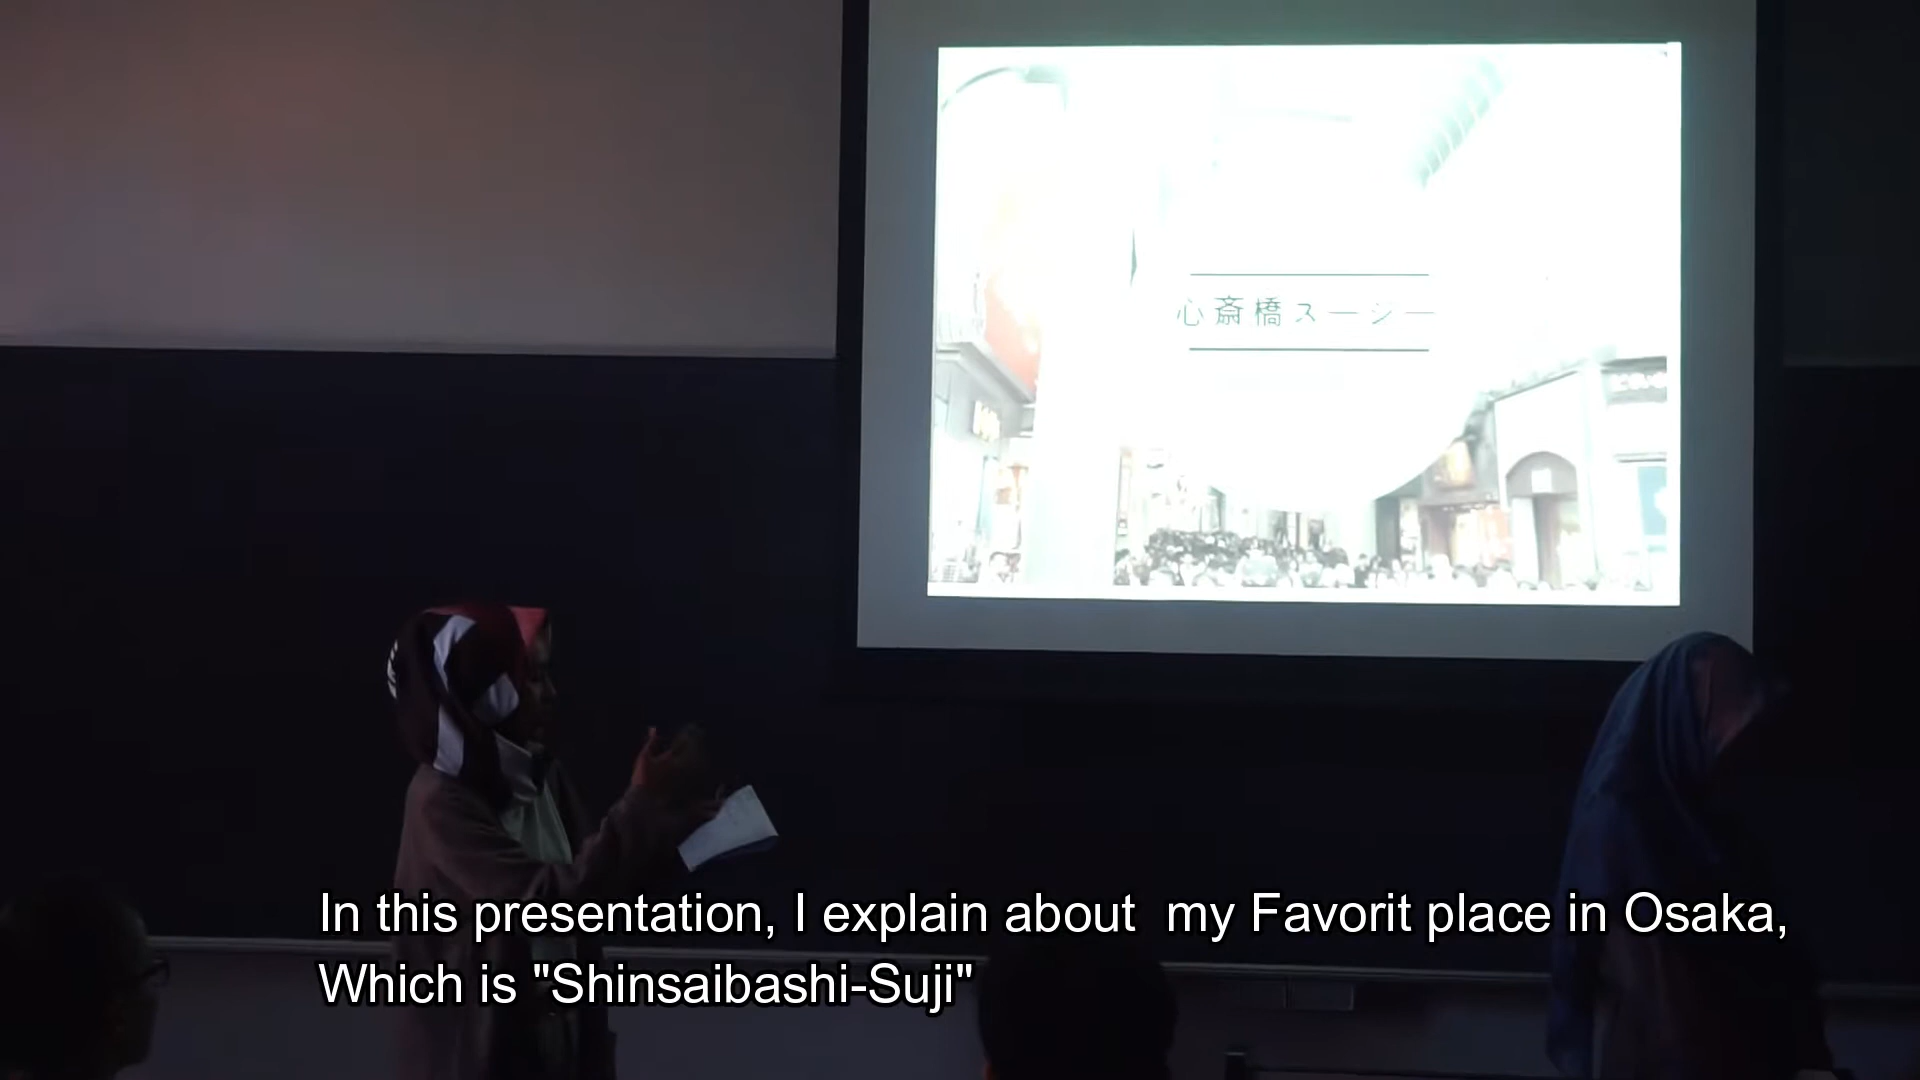 心斎橋スージー
In this presentation, I explain about  my Favorit place in Osaka,
Which is "Shinsaibashi-Suji"